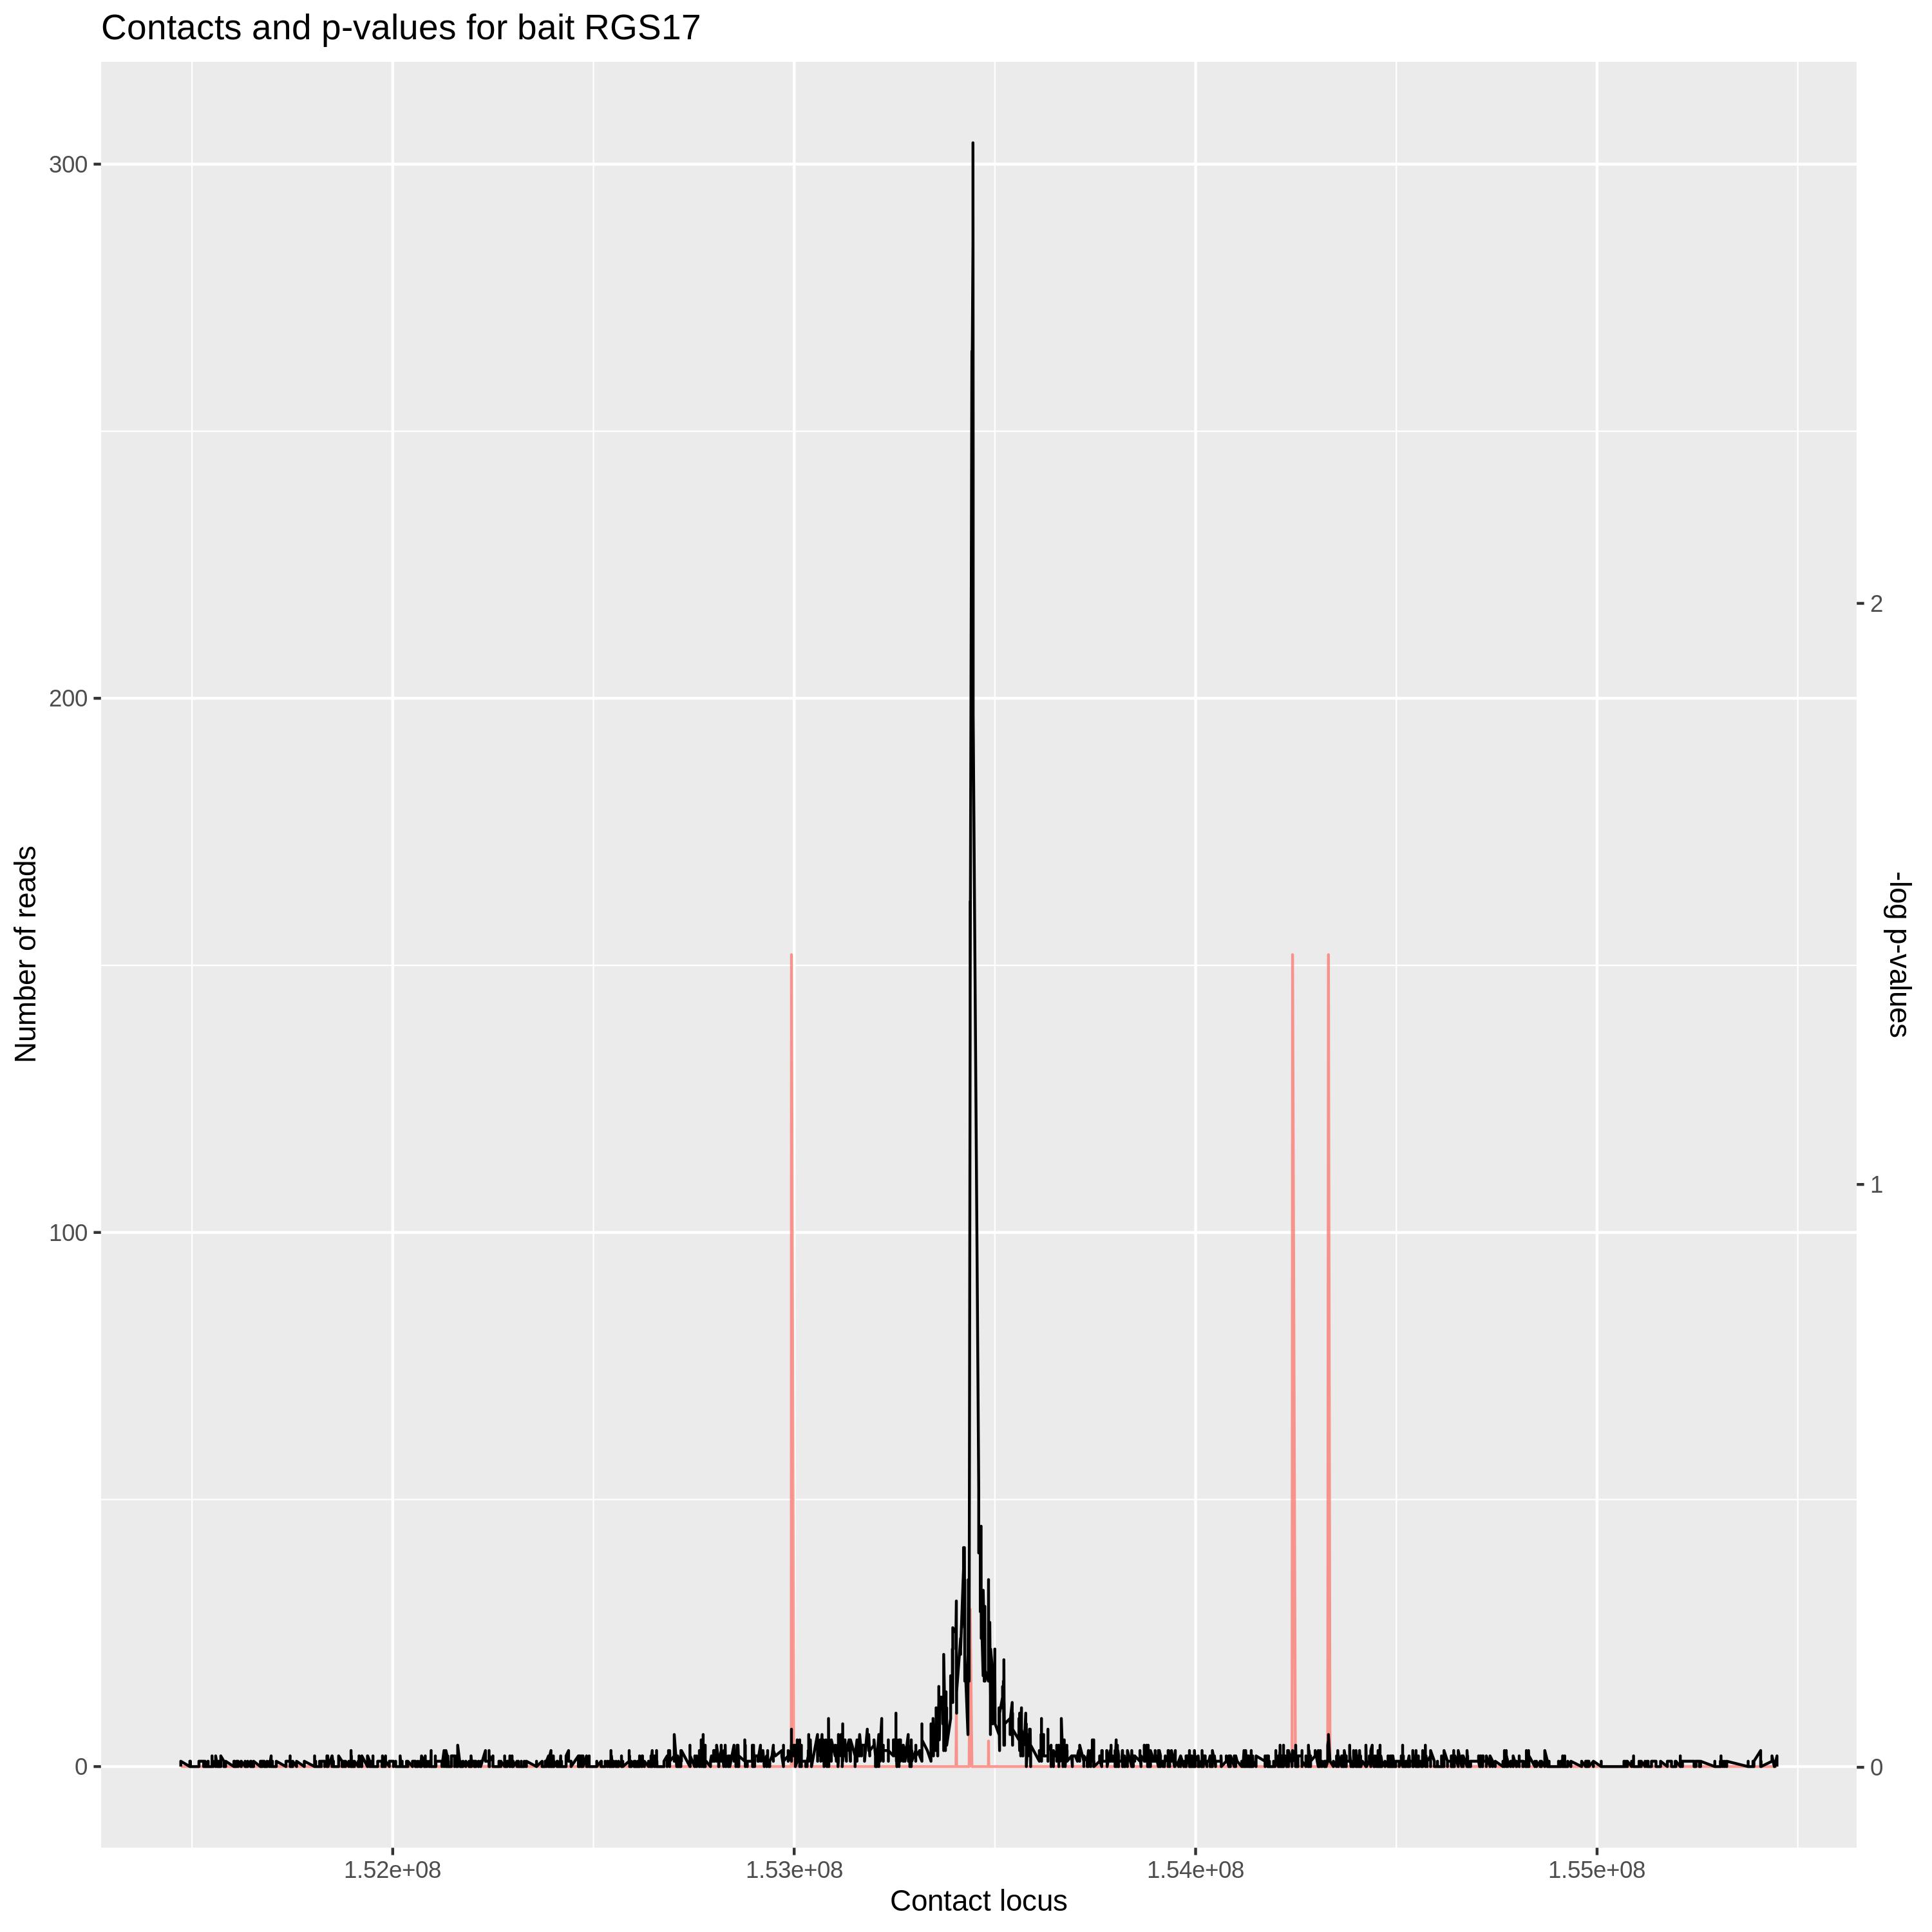 Contacts and p-values for bait RGS17
300
200
100
0
Number of reads
2
1
0
-log p-values
1.52e+08
1.53e+08
1.54e+08
1.55e+08
Contact locus